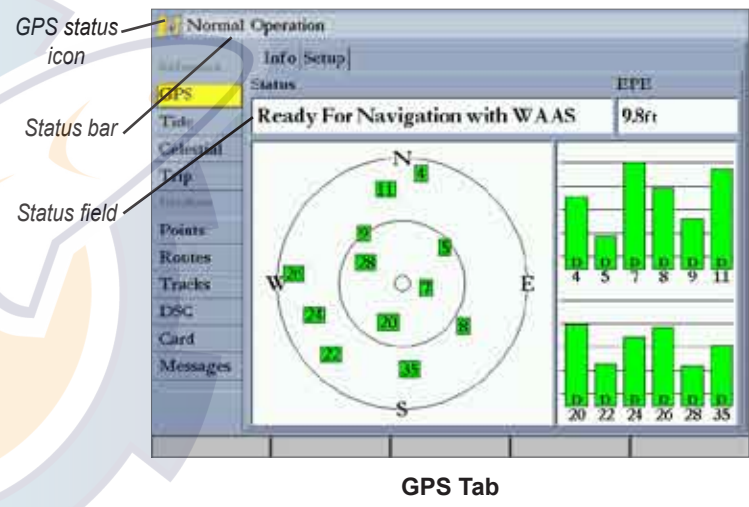 GPS status icon
Status bar
Status field
Normal Operation
Info Setup
Reference
GPS
Tide
Celestial
Trip
Points
Routes
Tracks
DSC
Card
Messages
Status
Ready For Navigation with WAAS
EPE
9.8ft
N
4
11
9
5
28
W
26
7
E
24
20
8
22
35
S
D D D D D D
4 5 7 8 9 11
D D D D D D
20 22 24 26 28 35
GPS Tab